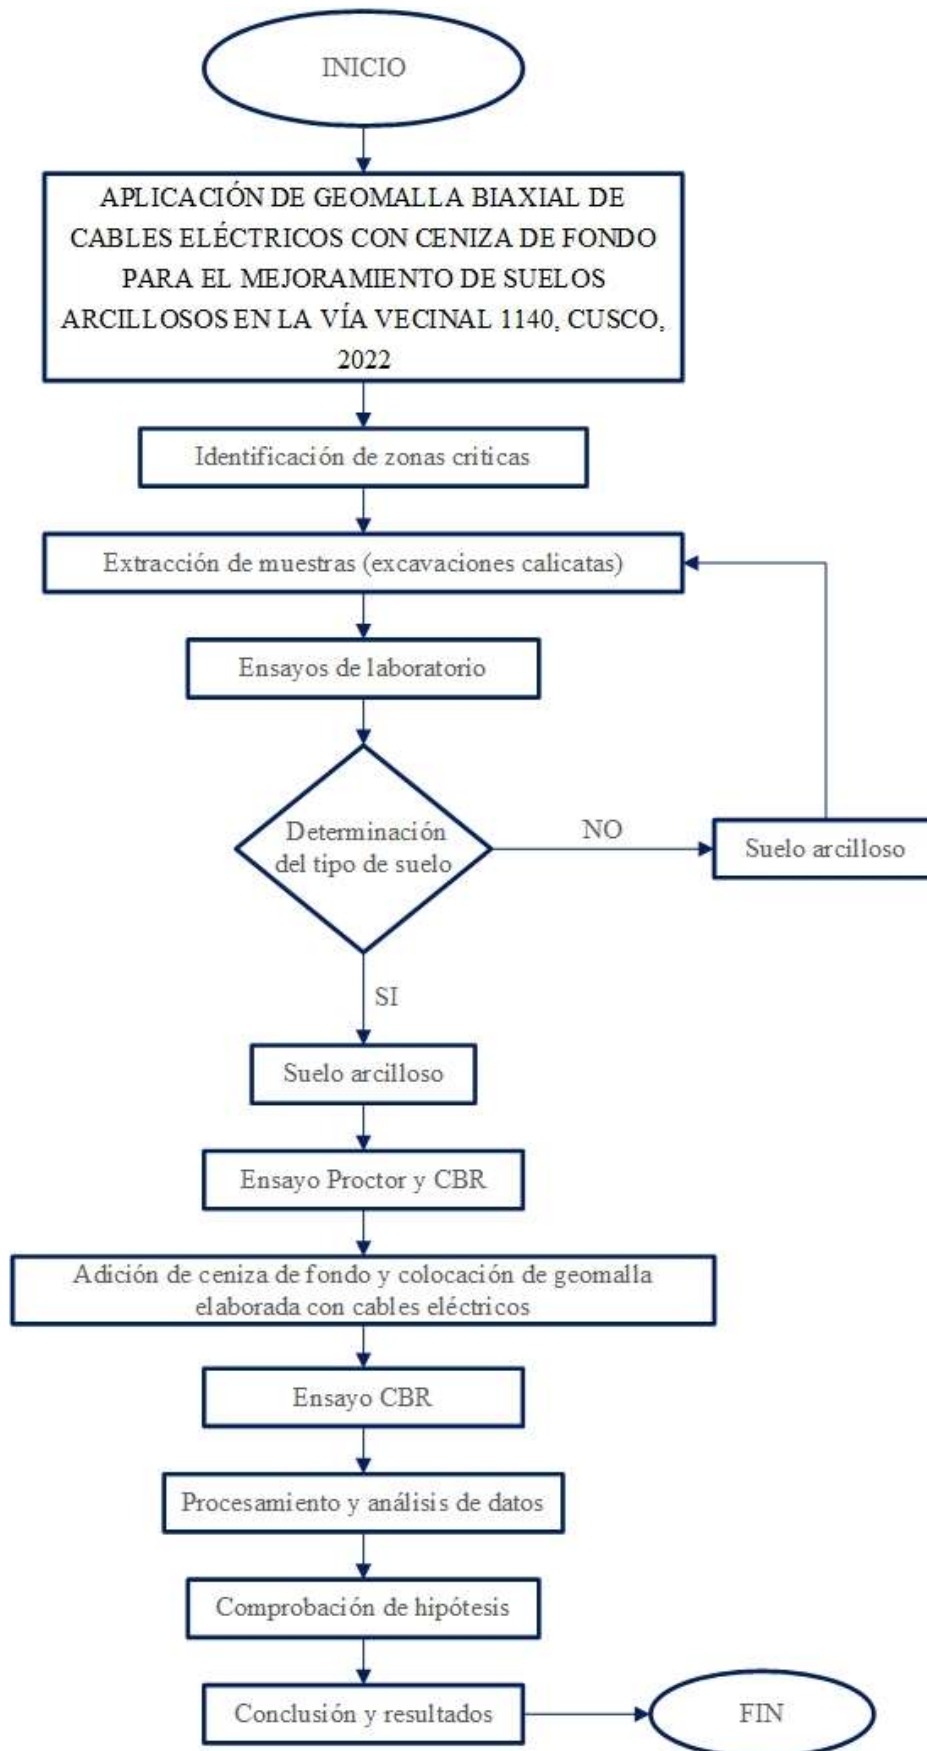 INICIO
APLICACIÓN DE GEOMALLA BIAXIAL DE
CABLES ELÉCTRICOS CON CENIZA DE FONDO
PARA EL MEJORAMIENTO DE SUELOS
ARCILLOSOS EN LA VÍA VECINAL 1140, CUSCO,
2022
Identificación de zonas criticas
Extracción de muestras (excavaciones calicatas)
Ensayos de laboratorio
Determinación
del tipo de suelo
NO
Suelo arcilloso
SI
Suelo arcilloso
Ensayo Proctor y CBR
Adición de ceniza de fondo y colocación de geomalla
elaborada con cables eléctricos
Ensayo CBR
Procesamiento y análisis de datos
Comprobación de hipótesis
Conclusión y resultados
FIN